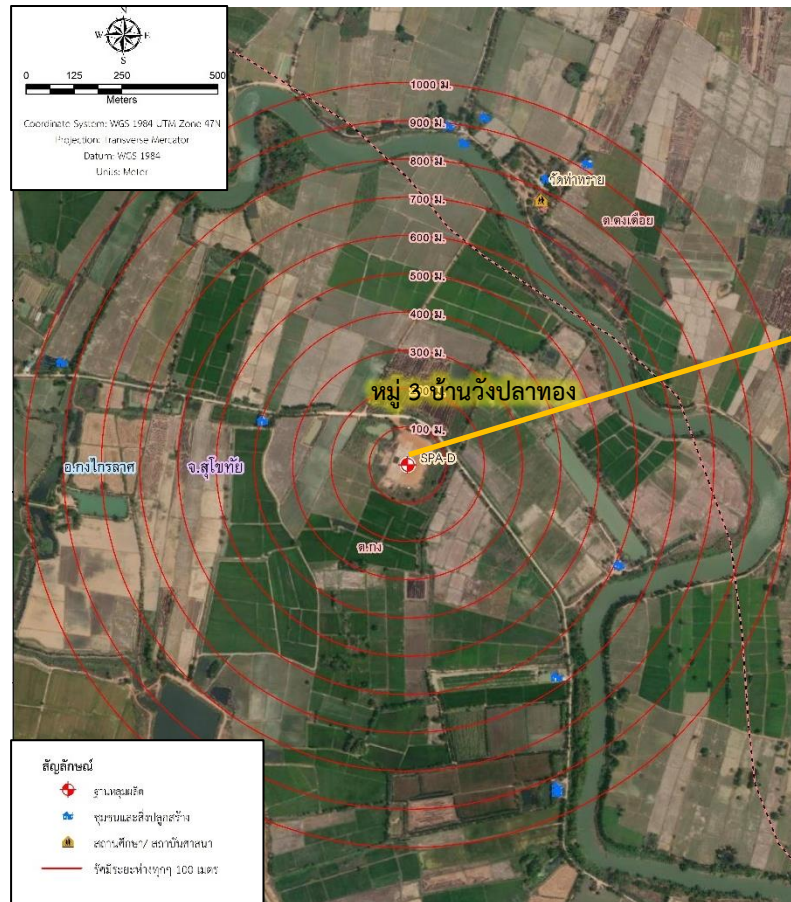 N
W E
S
0 125 250 500
Meters
Coordinate System: WGS 1984 UTM Zone 47N
Projection: Transverse Mercator
Datum: WGS 1984
Units: Meter
1000 ม.
900 ม.
800 ม.
วัดท่าทราย
700 ม.
ต.ดงเดือย
600 ม.
500 ม.
400 ม.
300 ม.
หมู่ 3 บ้านวังปลาทอง
100 ม.
SPA-D
อ.กงไกรลาศ
จ.สุโขทัย
ต.กง
สัญลักษณ์
ฐานหลุมผลิต
ชุมชนและสิ่งปลูกสร้าง
สถานศึกษา/ สถาบันศาสนา
รัศมีระยะห่างทุกๆ 100 เมตร